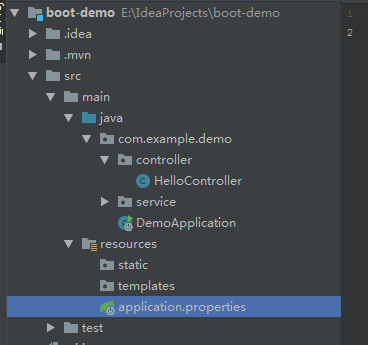 boot-demo E:\IdeaProjects\boot-demo
1
.idea
2
.mvn
src
main
java
com.example.demo
controller
HelloController
service
DemoApplication
resources
static
templates
application.properties
test